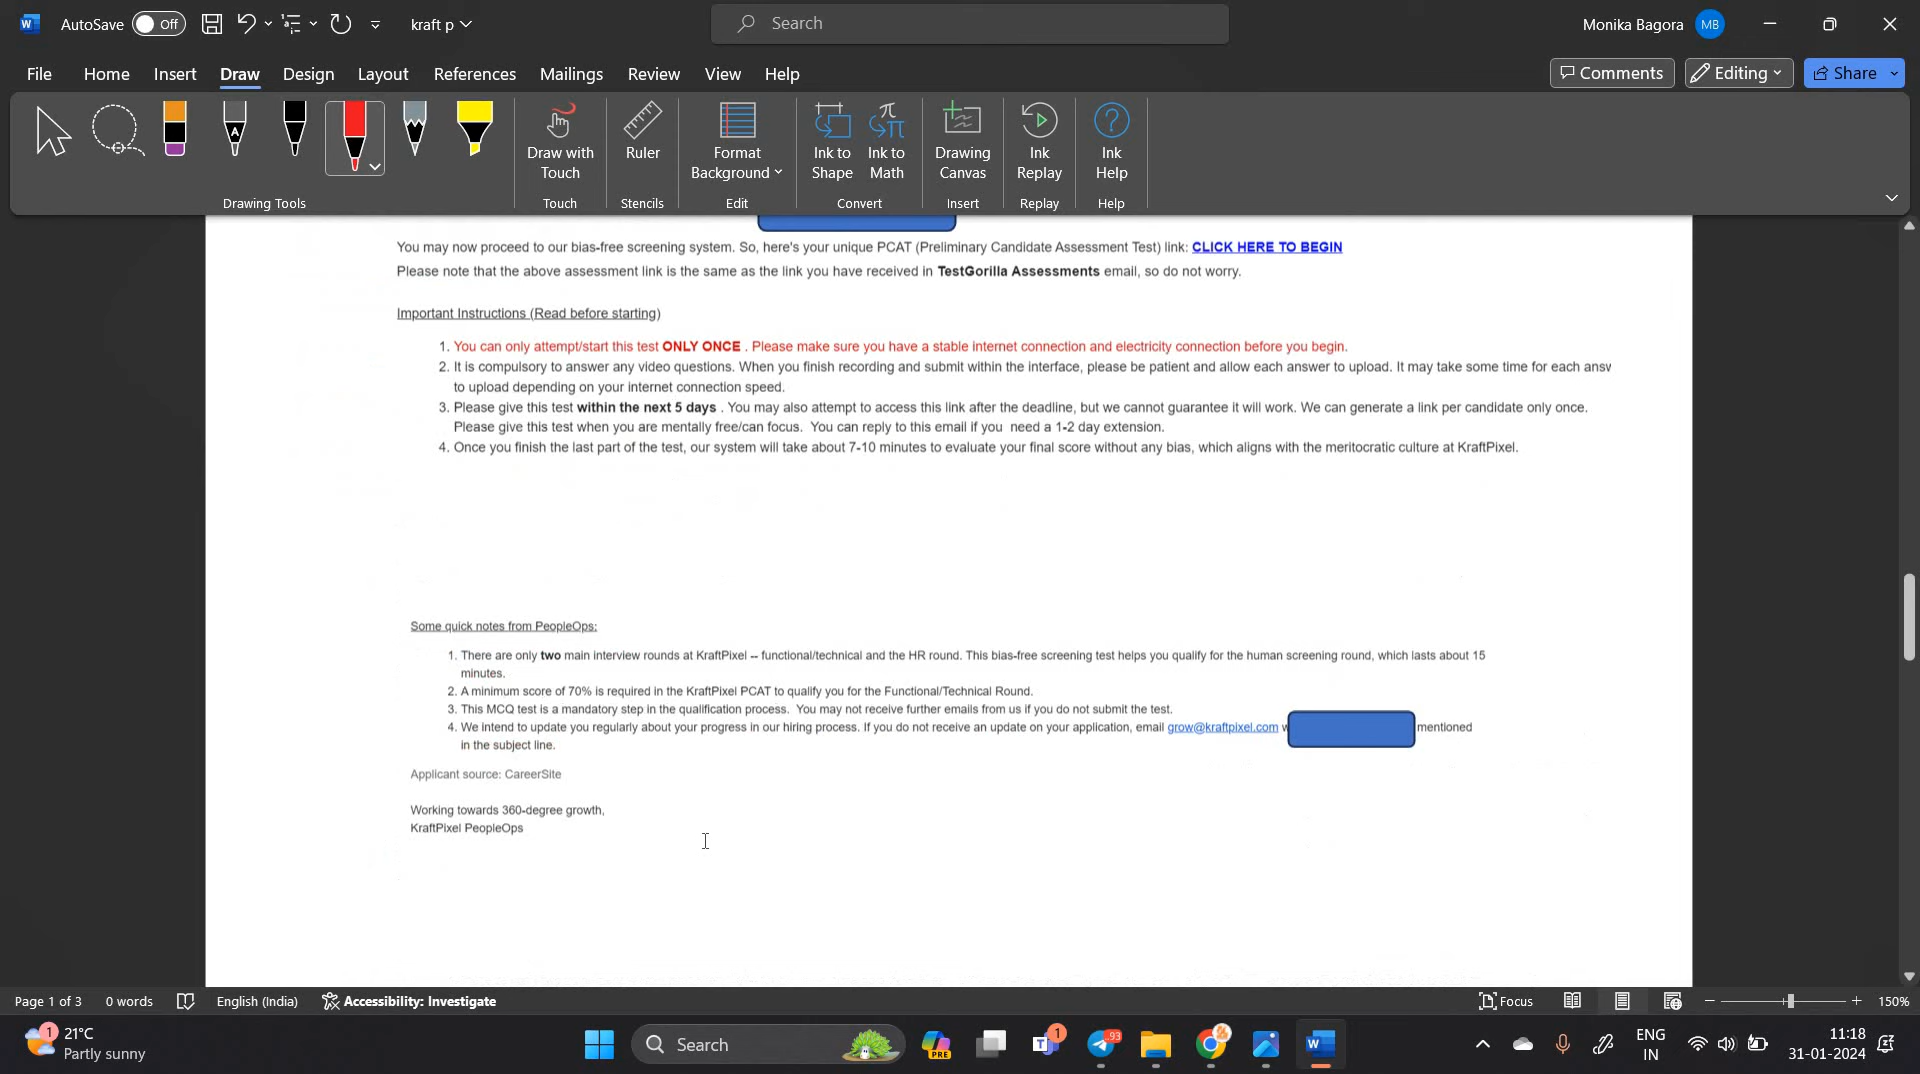 AutoSave Off kraft p Search Monika Bagora MB
File Home Insert Draw Design Layout References Mailings Review View Help Comments Editing Share
A
Draw with Touch
Ruler
Format Background
Ink to Shape
Ink to Math
Drawing Canvas
Ink Replay
Ink Help
Drawing Tools Touch Stencils Edit Convert Insert Replay Help
You may now proceed to our bias-free screening system. So, here's your unique PCAT (Preliminary Candidate Assessment Test) link: CLICK HERE TO BEGIN
Please note that the above assessment link is the same as the link you have received in TestGorilla Assessments email, so do not worry.
Important Instructions (Read before starting)
1. You can only attempt/start this test ONLY ONCE . Please make sure you have a stable internet connection and electricity connection before you begin.
2. It is compulsory to answer any video questions. When you finish recording and submit within the interface, please be patient and allow each answer to upload. It may take some time for each answ
to upload depending on your internet connection speed.
3. Please give this test within the next 5 days . You may also attempt to access this link after the deadline, but we cannot guarantee it will work. We can generate a link per candidate only once.
Please give this test when you are mentally free/can focus. You can reply to this email if you need a 1-2 day extension.
4. Once you finish the last part of the test, our system will take about 7-10 minutes to evaluate your final score without any bias, which aligns with the meritocratic culture at KraftPixel.
Some quick notes from PeopleOps:
1. There are only two main interview rounds at KraftPixel -- functional/technical and the HR round. This bias-free screening test helps you qualify for the human screening round, which lasts about 15
minutes.
2. A minimum score of 70% is required in the KraftPixel PCAT to qualify you for the Functional/Technical Round.
3. This MCQ test is a mandatory step in the qualification process. You may not receive further emails from us if you do not submit the test.
4. We intend to update you regularly about your progress in our hiring process. If you do not receive an update on your application, email grow@kraftpixel.com mentioned
in the subject line.
Applicant source: CareerSite
Working towards 360-degree growth,
KraftPixel PeopleOps
Page 1 of 3 0 words English (India) Accessibility: Investigate Focus 150%
1 21°C
Partly sunny
Search PRE 1 93 ENG IN 11:18
31-01-2024